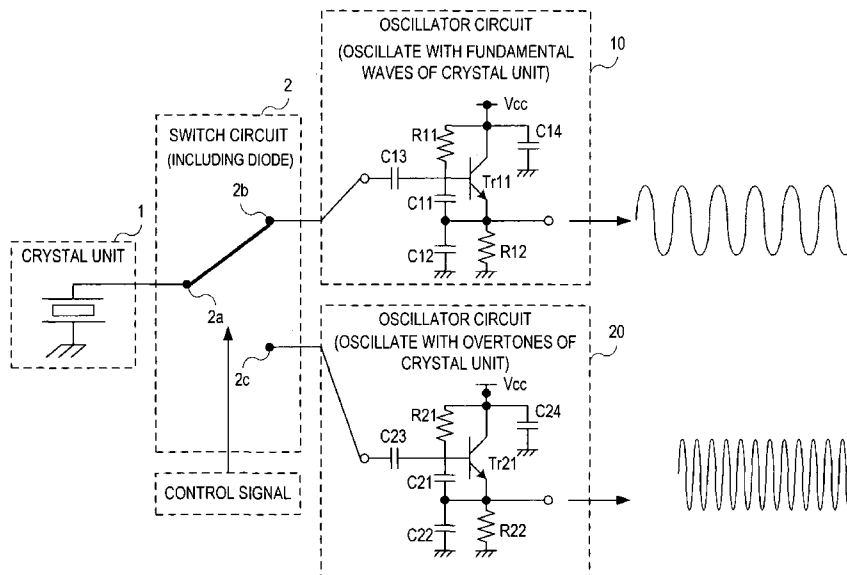 OSCILLATOR CIRCUIT
(OSCILLATE WITH FUNDAMENTAL
WAVES OF CRYSTAL UNIT)
10
Vcc
R11
C14
C13
Tr11
C11
C12
R12
2
SWITCH CIRCUIT
(INCLUDING DIODE)
2b
1
CRYSTAL UNIT
2a
2c
CONTROL SIGNAL
OSCILLATOR CIRCUIT
(OSCILLATE WITH OVERTONES OF
CRYSTAL UNIT)
20
Vcc
R21
C24
C23
Tr21
C21
C22
R22